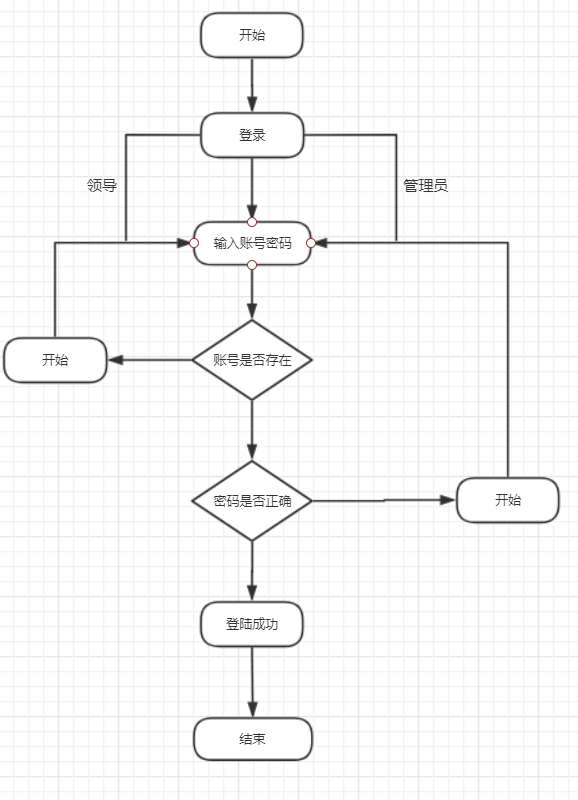 开始
登录
领导
管理员
输入账号密码
账号是否存在
开始
密码是否正确
开始
登陆成功
结束